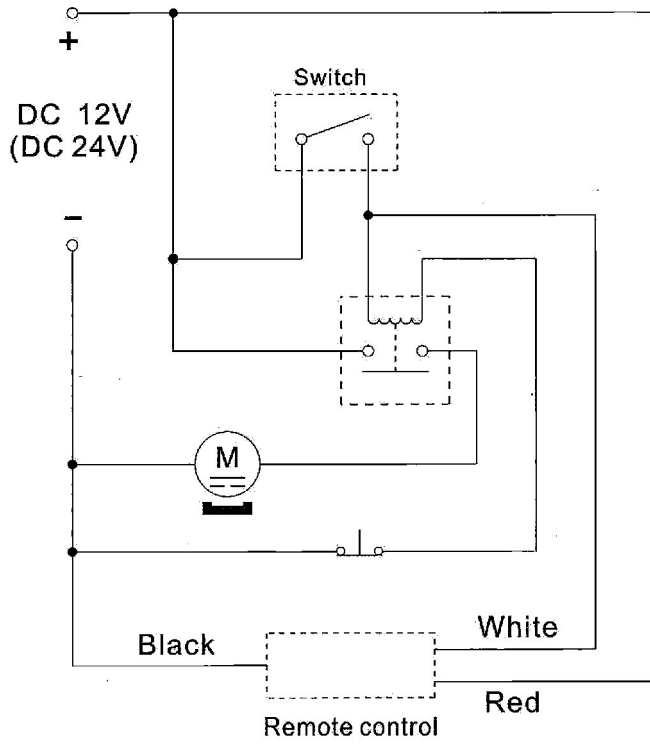 +
Switch
DC 12V
(DC 24V)
−
M
Black
White
Red
Remote control